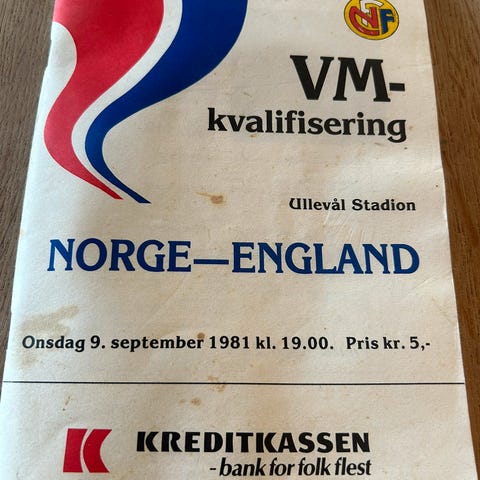 NFF
VM-
kvalifisering
Ullevål Stadion
NORGE—ENGLAND
Onsdag 9. september 1981 kl. 19.00. Pris kr. 5,-
K KREDITKASSEN
- bank for folk flest